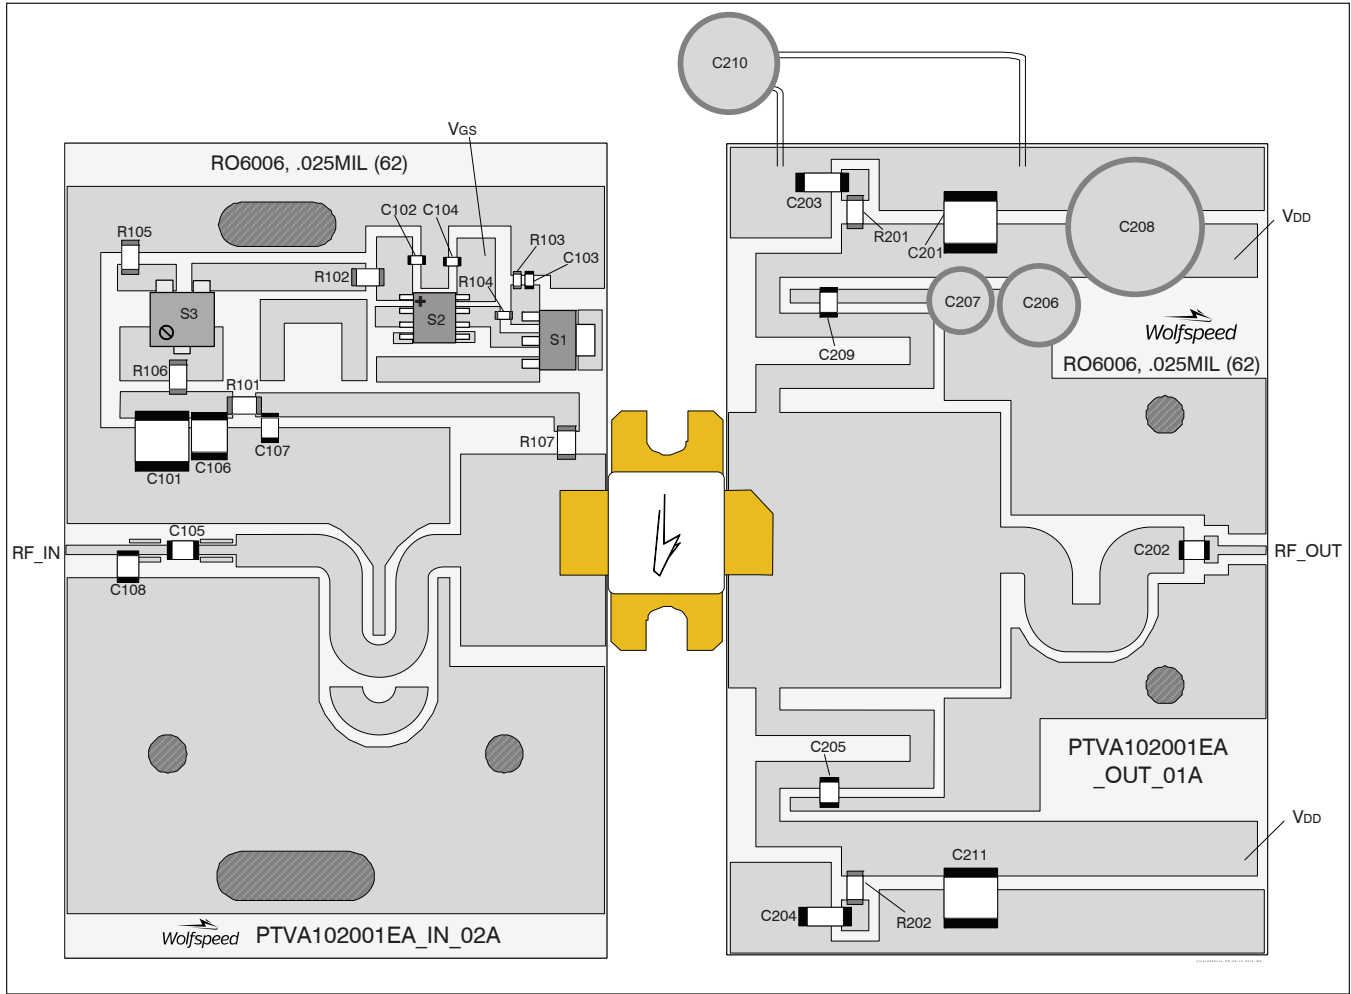 C210
VGS
RO6006, .025MIL (62)
C102
C104
R105
R103
C103
R102
R104
S3
S2
S1
R106
R101
C101
C106
C107
R107
C105
RF_IN
C108
Wolfspeed
PTVA102001EA_IN_02A
C203
R201
C201
C208
VDD
C207
C206
C209
Wolfspeed
RO6006, .025MIL (62)
C202
RF_OUT
C205
PTVA102001EA
_OUT_01A
VDD
C211
C204
R202